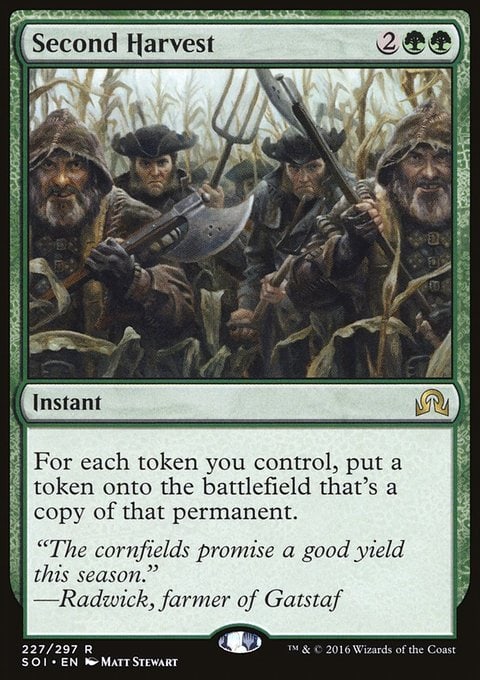 Second Harvest 2
Instant
For each token you control, put a
token onto the battlefield that's a
copy of that permanent.
“The cornfields promise a good yield
this season.”
—Radwick, farmer of Gatstaf
227/297 R
SOI • EN Matt Stewart
™ & © 2016 Wizards of the Coast